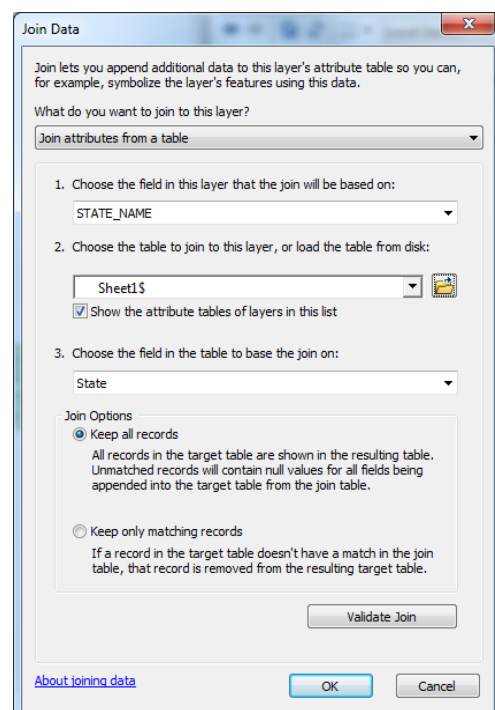 Join Data
Join lets you append additional data to this layer's attribute table so you can,
for example, symbolize the layer's features using this data.
What do you want to join to this layer?
Join attributes from a table
1. Choose the field in this layer that the join will be based on:
STATE_NAME
2. Choose the table to join to this layer, or load the table from disk:
Sheet1$
Show the attribute tables of layers in this list
3. Choose the field in the table to base the join on:
State
Join Options
Keep all records
All records in the target table are shown in the resulting table.
Unmatched records will contain null values for all fields being
appended into the target table from the join table.
Keep only matching records
If a record in the target table doesn't have a match in the join
table, that record is removed from the resulting target table.
Validate Join
About joining data
OK
Cancel